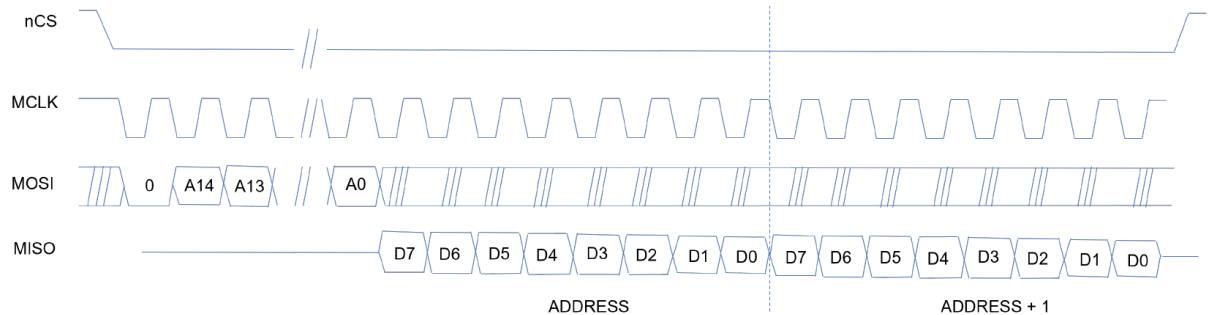 nCS
MCLK
MOSI 0 A14 A13 A0
MISO D7 D6 D5 D4 D3 D2 D1 D0 D7 D6 D5 D4 D3 D2 D1 D0
ADDRESS ADDRESS + 1